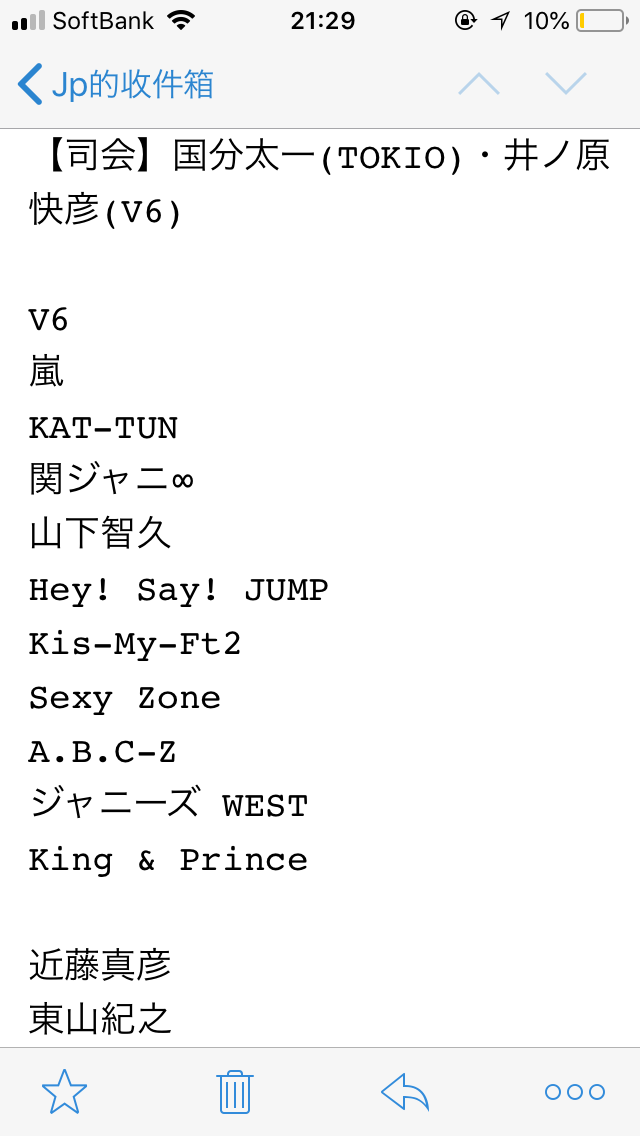 SoftBank 21:29 10%
Jp的收件箱
【司会】国分太一(TOKIO)・井ノ原
快彦(V6)
V6
嵐
KAT-TUN
関ジャニ∞
山下智久
Hey! Say! JUMP
Kis-My-Ft2
Sexy Zone
A.B.C-Z
ジャニーズ WEST
King & Prince
近藤真彦
東山紀之